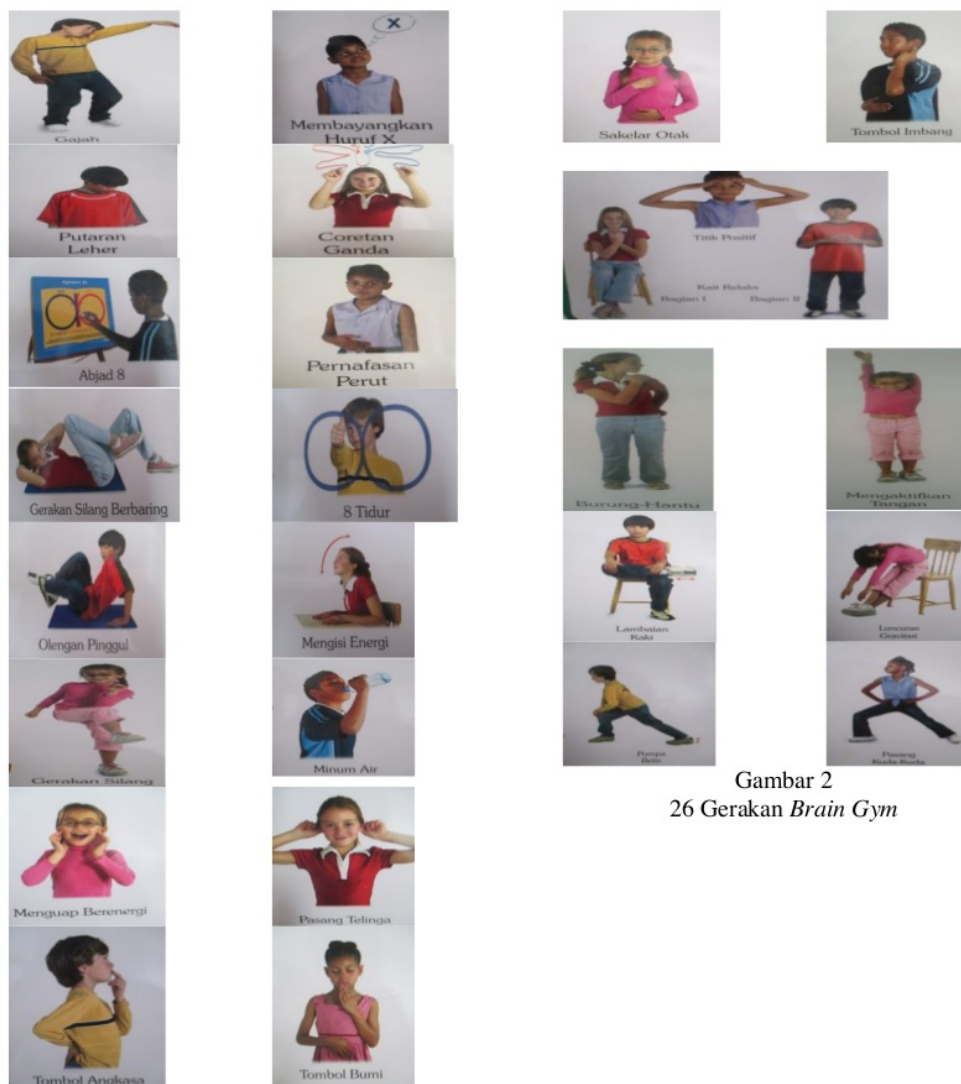 Gajah
Membayangkan
Huruf X
X
Putaran
Leher
Coretan
Ganda
Abjad 8
Pernafasan
Perut
Gerakan Silang Berbaring
8 Tidur
Olengan Pinggul
Mengisi Energi
Gerakan Silang
Minum Air
Menguap Berenergi
Pasang Telinga
Tombol Angkasa
Tombol Bumi
Sakelar Otak
Tombol Imbang
Titik Positif
Kait Relaks
Bagian I
Bagian II
Burung Hantu
Mengaktifkan
Tangan
Lambaian
Kaki
Luncuran
Gravitasi
Pompa
Betis
Pasang
Kuda-Kuda
Gambar 2
26 Gerakan Brain Gym